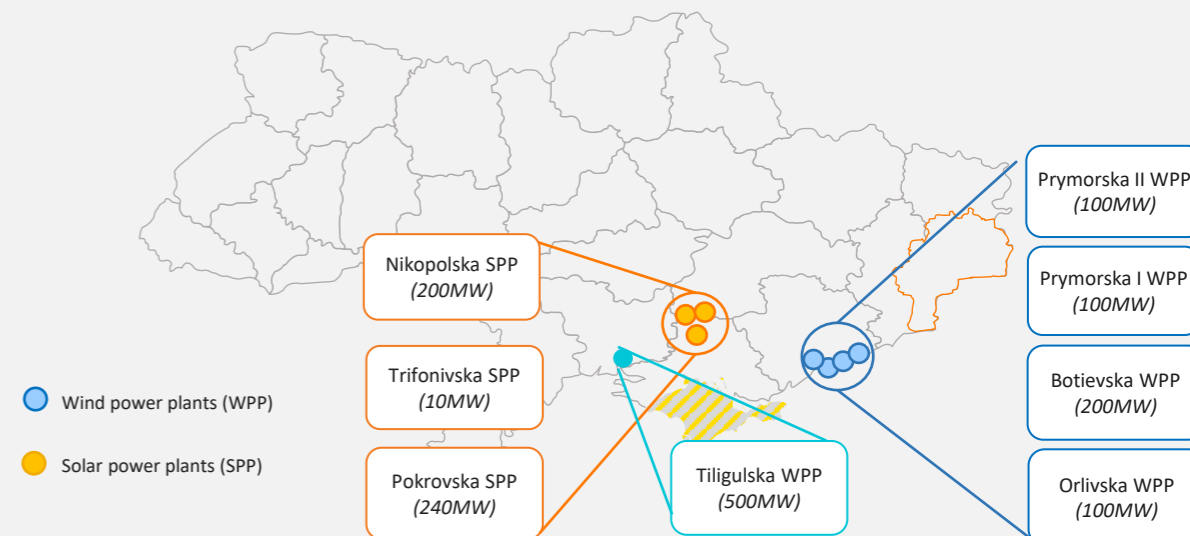 Prymorska II WPP
(100MW)
Nikopolska SPP
(200MW)
Prymorska I WPP
(100MW)
Trifonivska SPP
(10MW)
Botievska WPP
(200MW)
Wind power plants (WPP)
Solar power plants (SPP)
Pokrovska SPP
(240MW)
Tiligulska WPP
(500MW)
Orlivska WPP
(100MW)